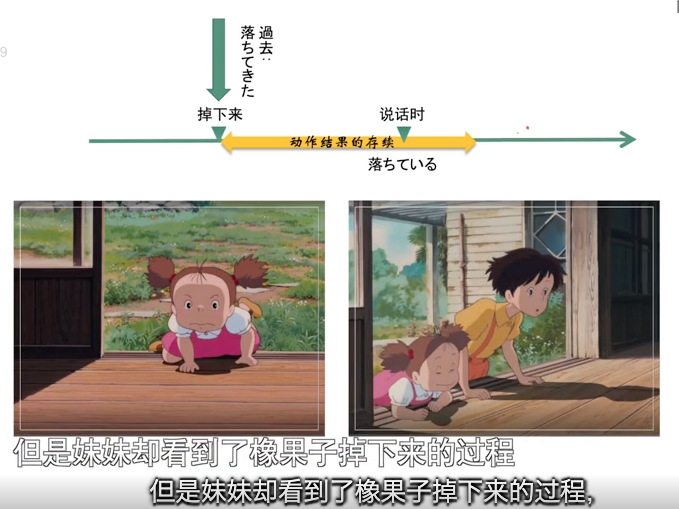 過去：
落ちてきた
9
掉下来
说话时
动作结果的存续
落ちている
但是妹妹却看到了橡果子掉下来的过程
但是妹妹却看到了橡果子掉下来的过程,